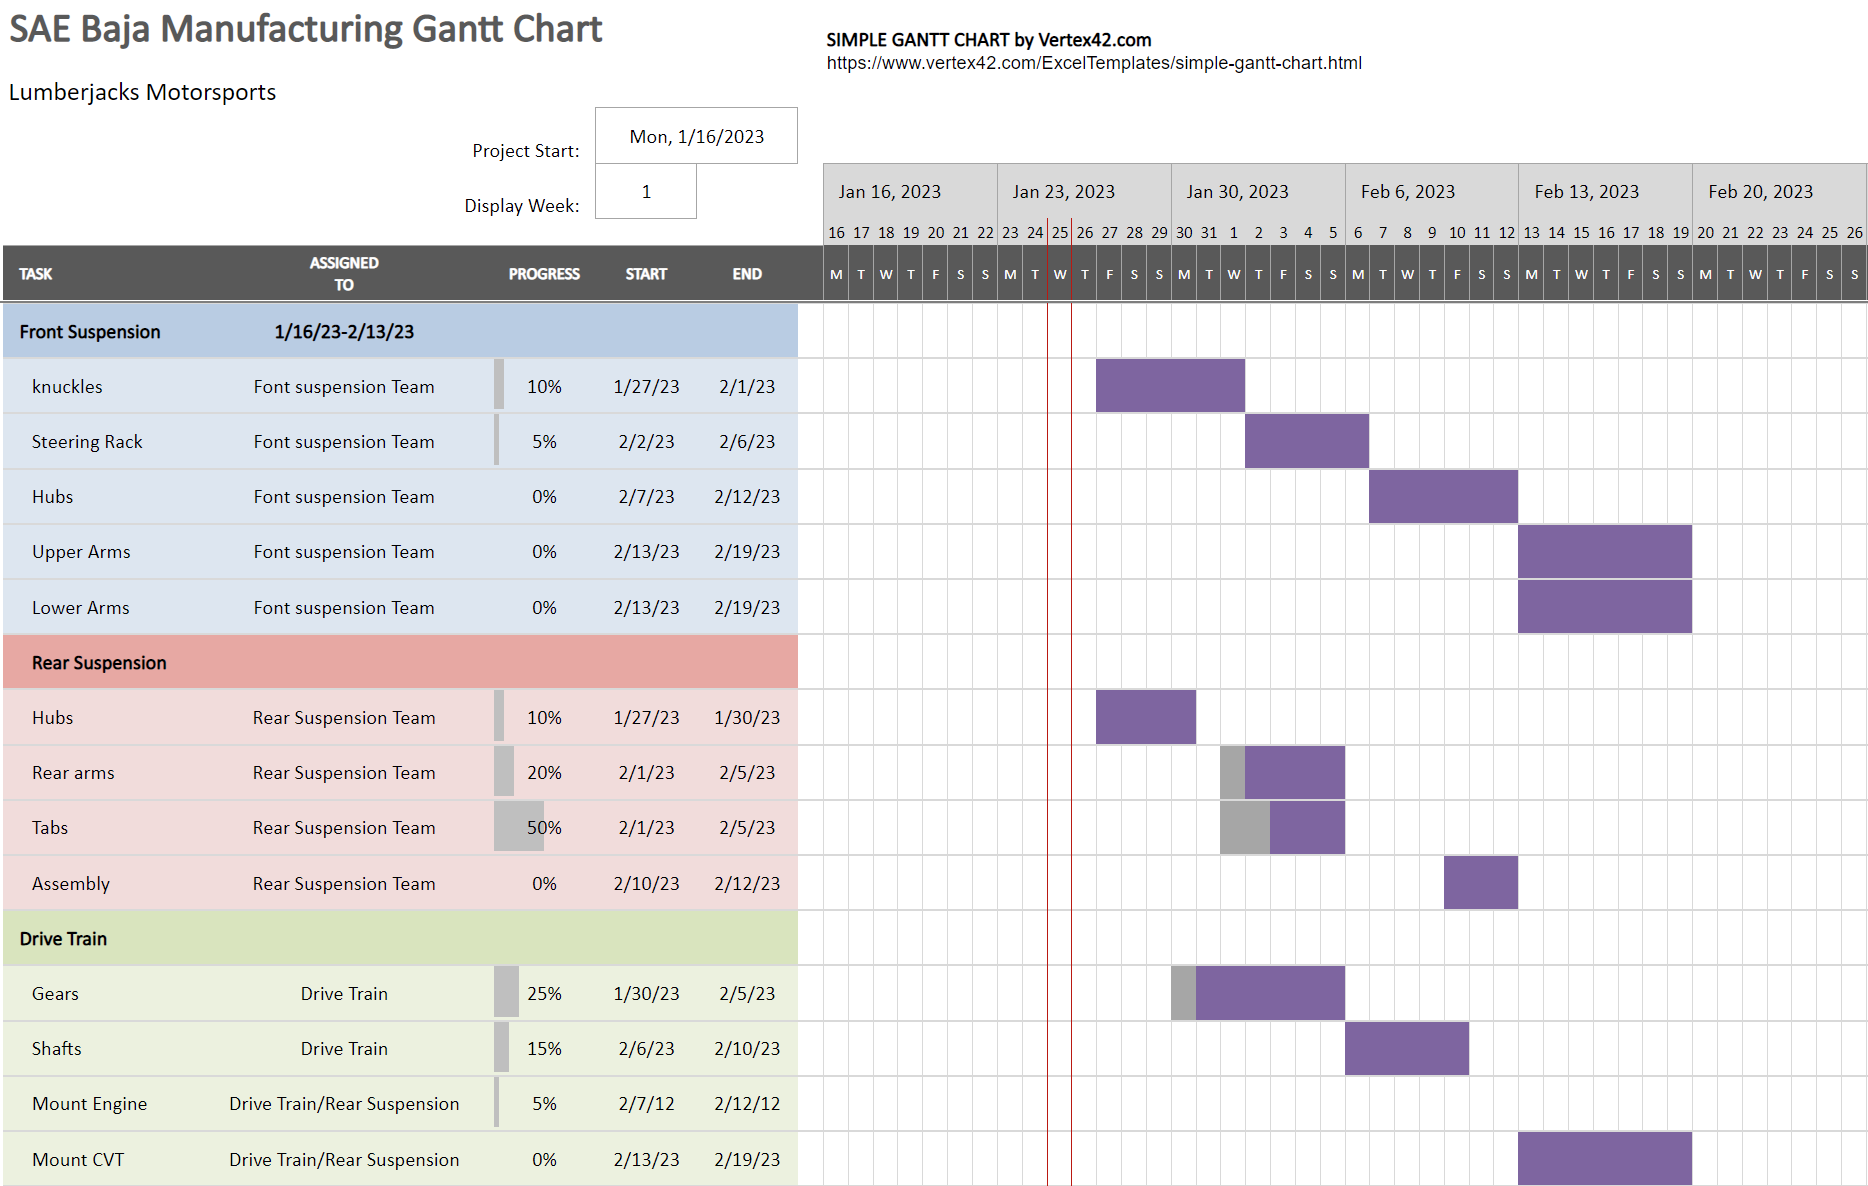 SAE Baja Manufacturing Gantt Chart
SIMPLE GANTT CHART by Vertex42.com
https://www.vertex42.com/ExcelTemplates/simple-gantt-chart.html
Lumberjacks Motorsports
Project Start: Mon, 1/16/2023
Display Week: 1
Jan 16, 2023 Jan 23, 2023 Jan 30, 2023 Feb 6, 2023 Feb 13, 2023 Feb 20, 2023
16 17 18 19 20 21 22 23 24 25 26 27 28 29 30 31 1 2 3 4 5 6 7 8 9 10 11 12 13 14 15 16 17 18 19 20 21 22 23 24 25 26
TASK ASSIGNED TO PROGRESS START END M T W T F S S M T W T F S S M T W T F S S M T W T F S S M T W T F S S M T W T F S S
Front Suspension 1/16/23-2/13/23
knuckles Font suspension Team 10% 1/27/23 2/1/23
Steering Rack Font suspension Team 5% 2/2/23 2/6/23
Hubs Font suspension Team 0% 2/7/23 2/12/23
Upper Arms Font suspension Team 0% 2/13/23 2/19/23
Lower Arms Font suspension Team 0% 2/13/23 2/19/23
Rear Suspension
Hubs Rear Suspension Team 10% 1/27/23 1/30/23
Rear arms Rear Suspension Team 20% 2/1/23 2/5/23
Tabs Rear Suspension Team 50% 2/1/23 2/5/23
Assembly Rear Suspension Team 0% 2/10/23 2/12/23
Drive Train
Gears Drive Train 25% 1/30/23 2/5/23
Shafts Drive Train 15% 2/6/23 2/10/23
Mount Engine Drive Train/Rear Suspension 5% 2/7/12 2/12/12
Mount CVT Drive Train/Rear Suspension 0% 2/13/23 2/19/23